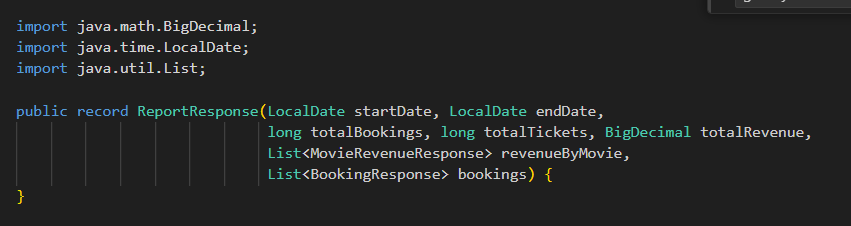 import java.math.BigDecimal;
import java.time.LocalDate;
import java.util.List;
public record ReportResponse(LocalDate startDate, LocalDate endDate,
long totalBookings, long totalTickets, BigDecimal totalRevenue,
List<MovieRevenueResponse> revenueByMovie,
List<BookingResponse> bookings) {
}